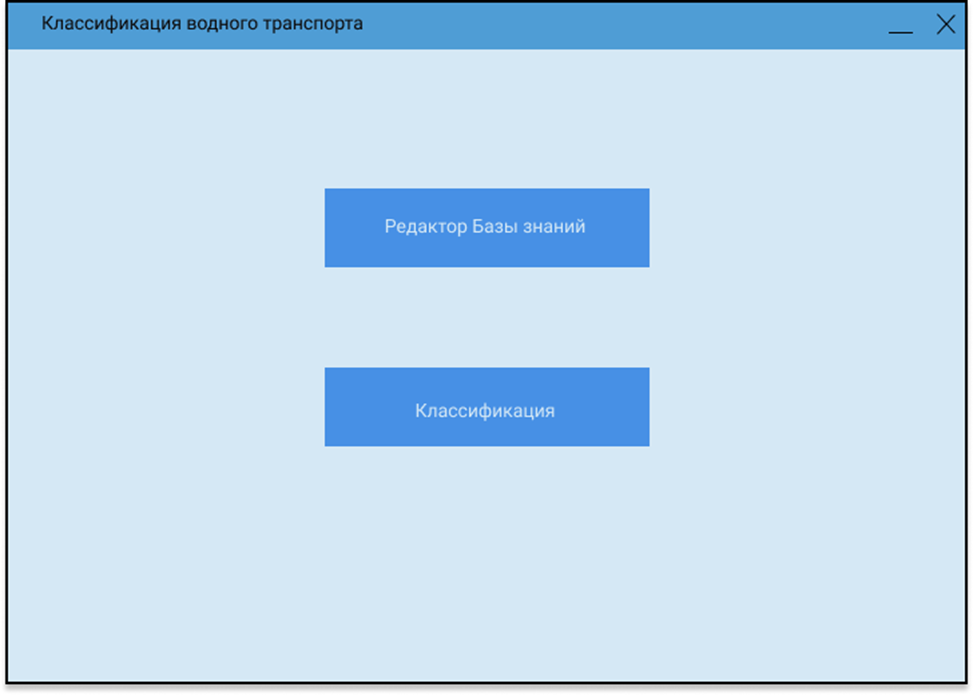 Классификация водного транспорта
Редактор Базы знаний
Классификация